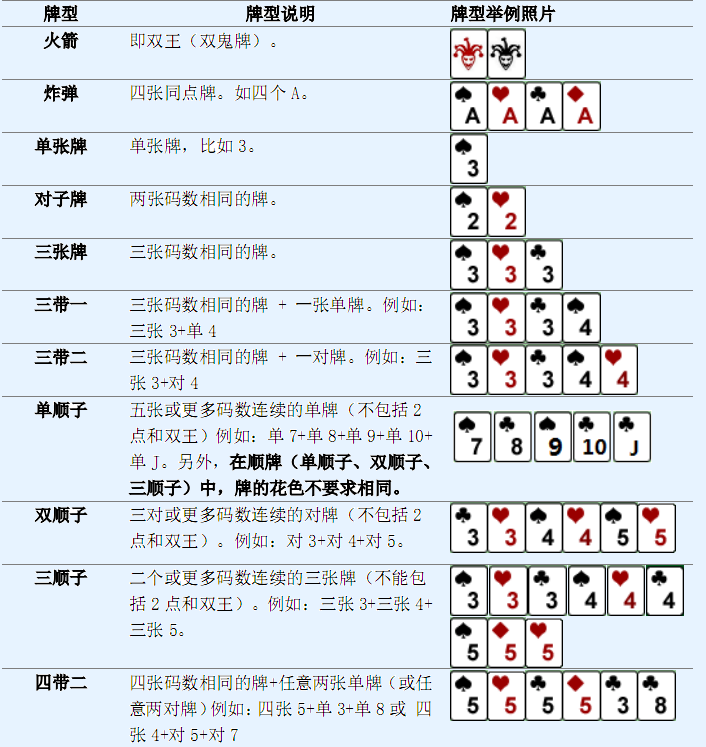 牌型 牌型说明 牌型举例照片
火箭 即双王（双鬼牌）。
炸弹 四张同点牌。如四个 A。
A A A A
单张牌 单张牌，比如 3。
3
对子牌 两张码数相同的牌。
2 2
三张牌 三张码数相同的牌。
3 3 3
三带一 三张码数相同的牌 + 一张单牌。例如：
三张 3+单 4
3 3 3 4
三带二 三张码数相同的牌 + 一对牌。例如：三
张 3+对 4
3 3 3 4 4
单顺子 五张或更多码数连续的单牌（不包括 2
点和双王）例如：单 7+单 8+单 9+单 10+
单 J。另外，在顺牌（单顺子、双顺子、
三顺子）中，牌的花色不要求相同。
7 8 9 10 J
双顺子 三对或更多码数连续的对牌（不包括 2
点和双王）。例如：对 3+对 4+对 5。
3 3 4 4 5 5
三顺子 二个或更多码数连续的三张牌（不能包
括 2 点和双王）。例如：三张 3+三张 4+
三张 5。
3 3 3 4 4 4
5 5 5
四带二 四张码数相同的牌+任意两张单牌（或任
意两对牌）例如：四张 5+单 3+单 8 或 四
张 4+对 5+对 7
5 5 5 5 3 8